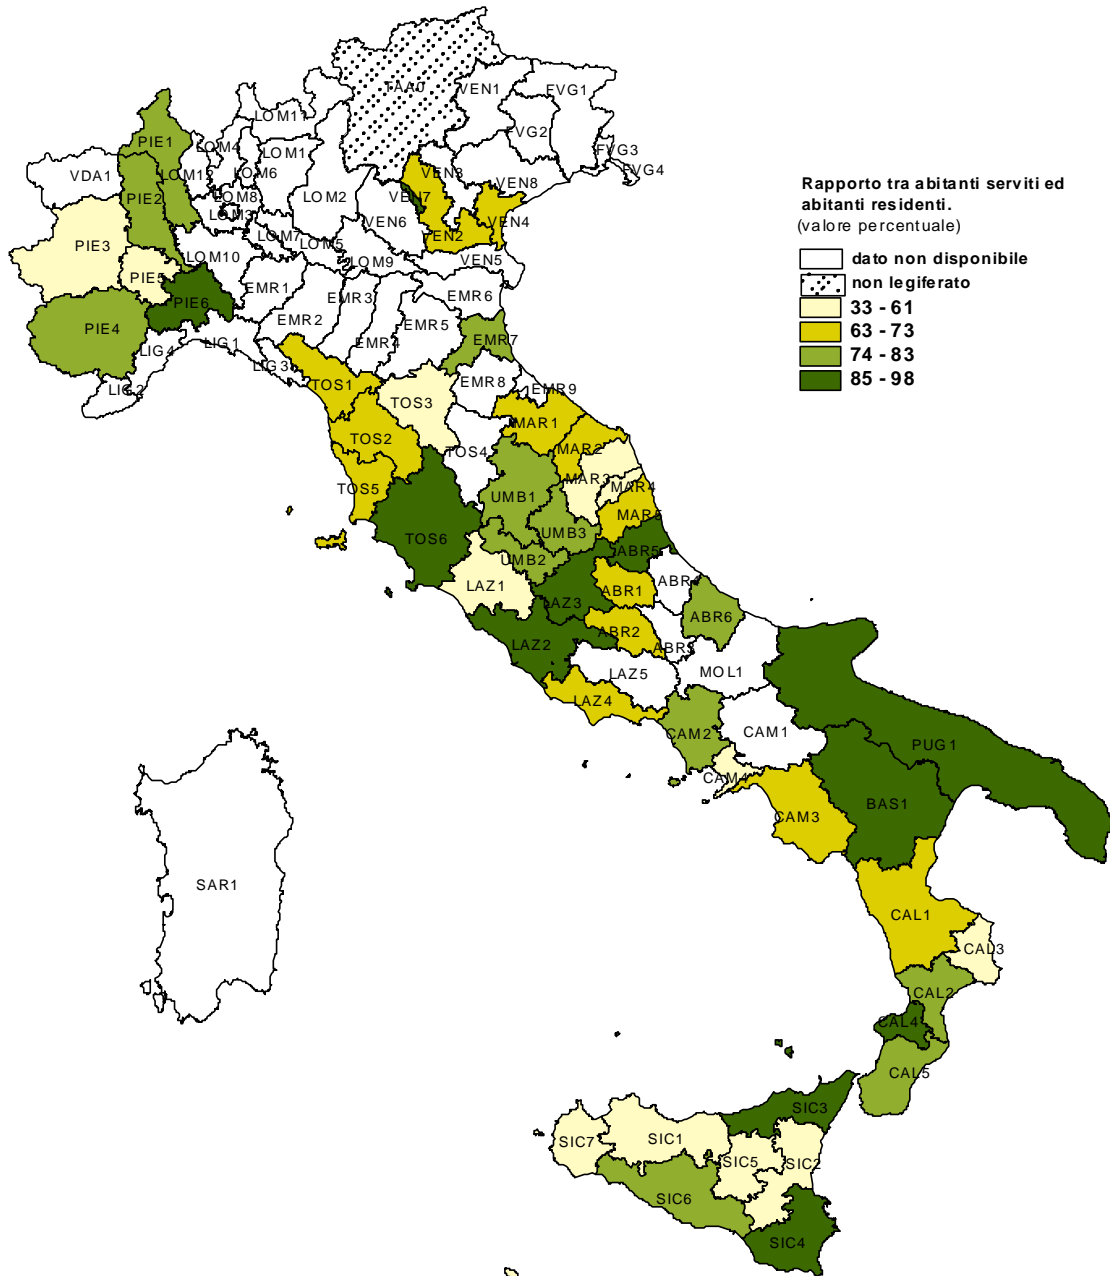 Rapporto tra abitanti serviti ed
abitanti residenti.
(valore percentuale)
dato non disponibile
non legiferato
33 - 61
63 - 73
74 - 83
85 - 98
TAA0
VEN1
FVG1
LOM11
FVG2
PIE1
LOM4
LOM1
FVG3
VDA1
LOM12
LOM6
VEN3
FVG4
VEN8
PIE2
LOM8
LOM2
VEN7
LOM3
VEN6
VEN4
PIE3
LOM7
LOM5
VEN2
LOM10
LOM9
VEN5
PIE5
EMR1
EMR3
EMR6
PIE6
EMR2
EMR5
PIE4
LIG1
EMR4
EMR7
LIG4
LIG3
LIG2
TOS1
EMR8
EMR9
TOS3
MAR1
TOS2
TOS4
MAR2
MAR3
MAR4
TOS5
UMB1
MAR5
TOS6
UMB3
ABR5
UMB2
LAZ1
ABR1
ABR4
LAZ3
ABR6
ABR2
LAZ2
ABR3
LAZ5
MOL1
LAZ4
CAM2
CAM1
PUG1
CAM4
BAS1
CAM3
SAR1
CAL1
CAL3
CAL2
CAL4
CAL5
SIC3
SIC7
SIC1
SIC5
SIC2
SIC6
SIC4